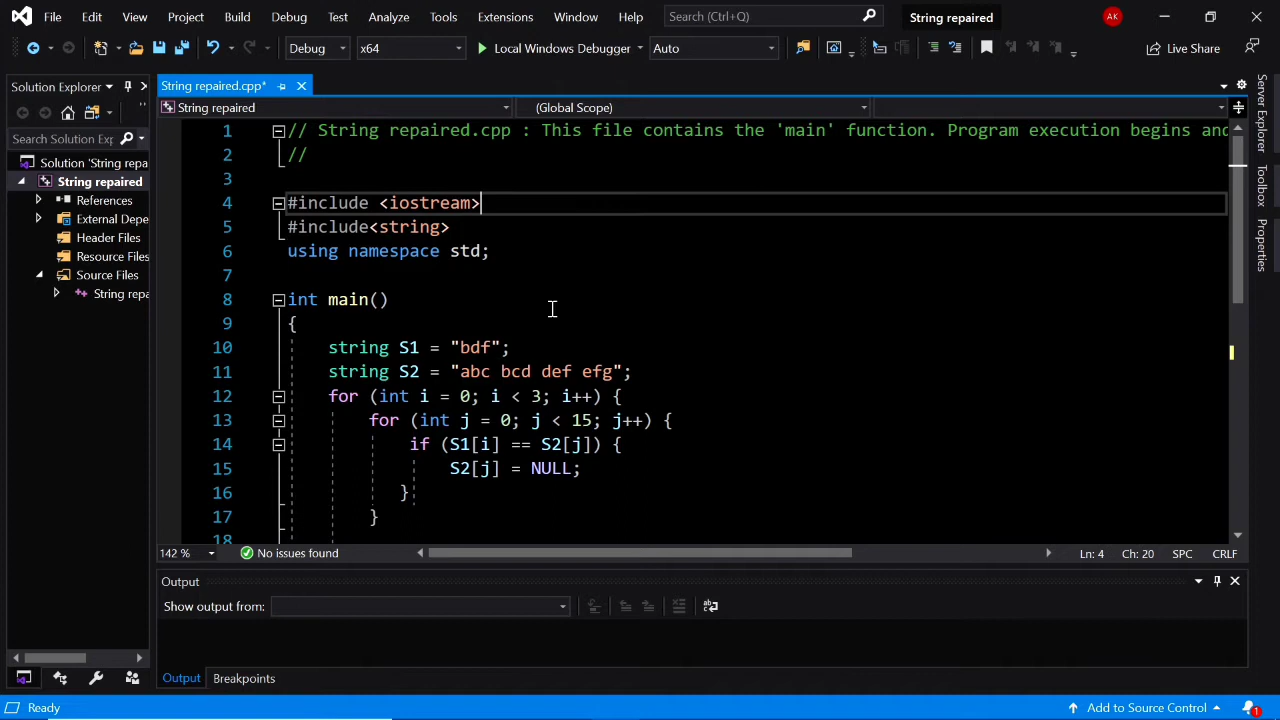 File Edit View Project Build Debug Test Analyze Tools Extensions Window Help Search (Ctrl+Q) String repaired AK
Debug x64 Local Windows Debugger Auto Live Share
Solution Explorer
String repaired.cpp*
String repaired (Global Scope)
Search Solution Exp
Solution 'String repa
String repaired
References
External Depe
Header Files
Resource Files
Source Files
String repa
1 // String repaired.cpp : This file contains the 'main' function. Program execution begins and
2 //
3
4 #include <iostream>
5 #include<string>
6 using namespace std;
7
8 int main()
9 {
10 string S1 = "bdf";
11 string S2 = "abc bcd def efg";
12 for (int i = 0; i < 3; i++) {
13 for (int j = 0; j < 15; j++) {
14 if (S1[i] == S2[j]) {
15 S2[j] = NULL;
16 }
17 }
18
142 % No issues found Ln: 4 Ch: 20 SPC CRLF
Output
Show output from:
Output Breakpoints
Ready Add to Source Control 1
Server Explorer
Toolbox
Properties